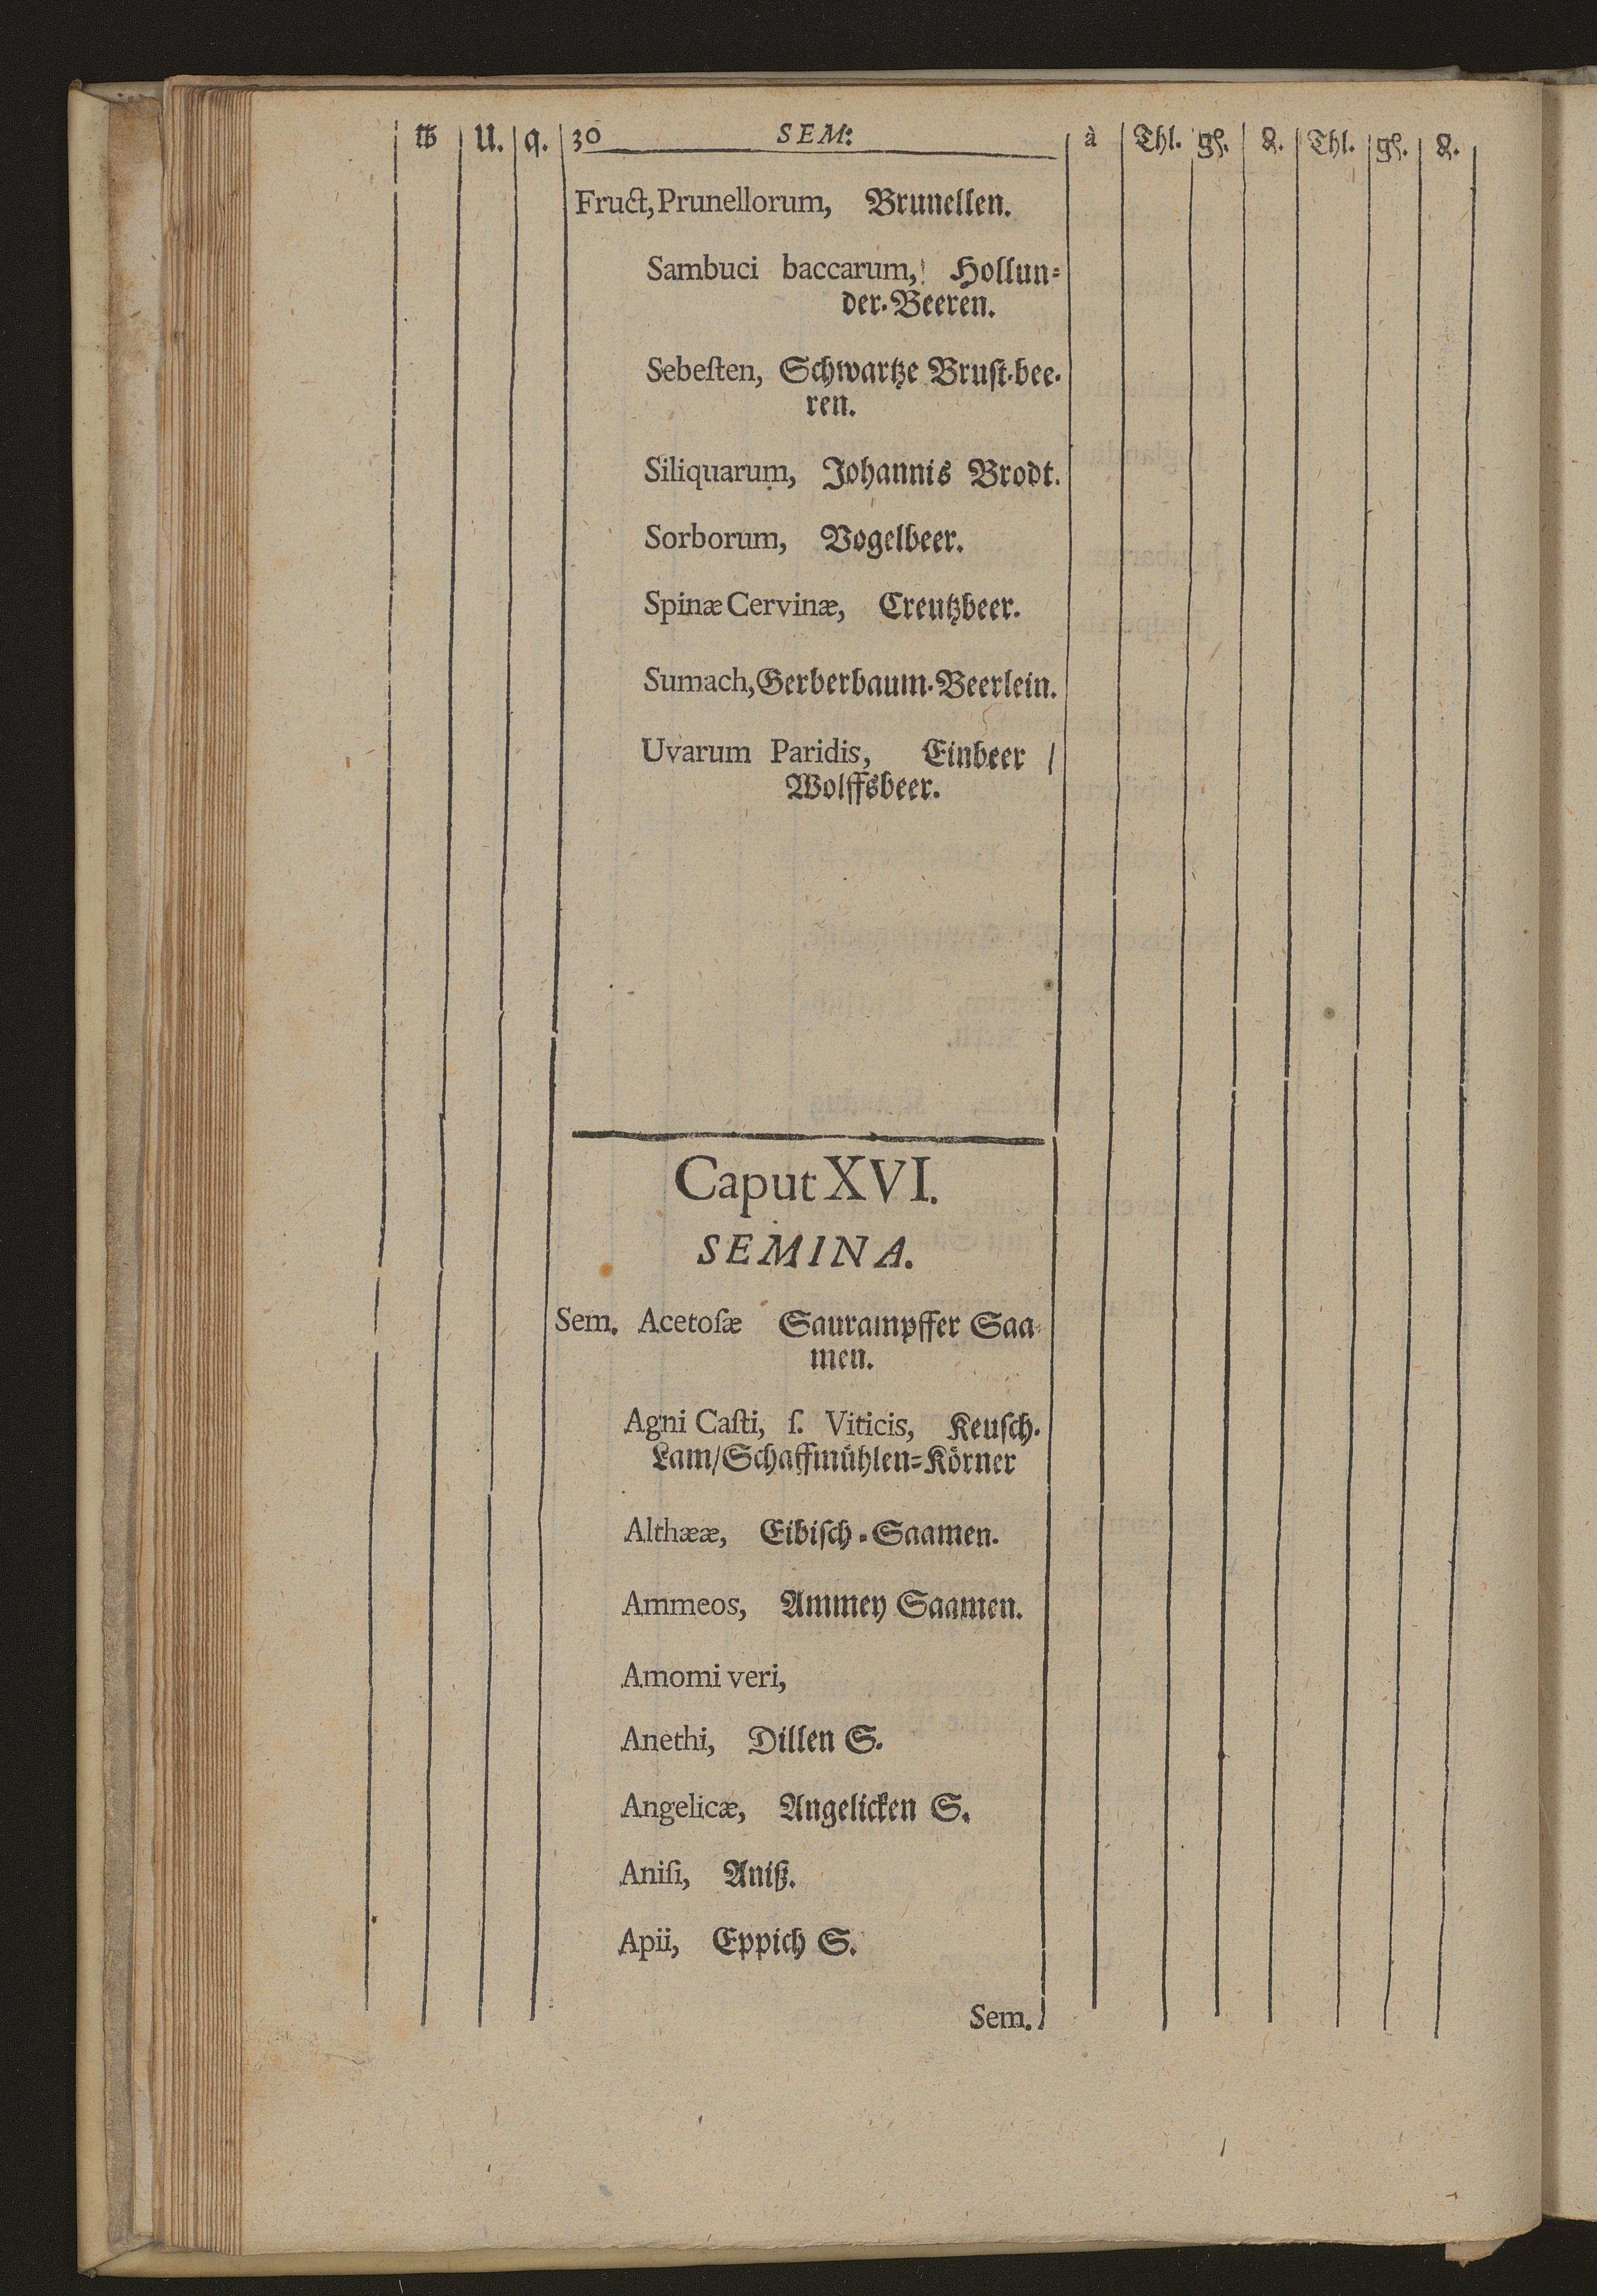 ℔ U. q. 30 SEM: à Thl. gℓ. ₰. Thl. gℓ. ₰.
Fruct, Prunellorum, Brunellen.
Sambuci baccarum, Hollun-
der-Beeren.
Sebeſten, Schwartze Bruſt-bee-
ren.
Siliquarum, Johannis Brodt.
Sorborum, Vogelbeer.
Spinæ Cervinæ, Creutzbeer.
Sumach, Gerberbaum-Beerlein.
Uvarum Paridis, Einbeer /
Wolffsbeer.
Caput XVI.
SEMINA.
Sem. Acetoſæ Saurampffer Saa-
men.
Agni Caſti, ſ. Viticis, Keuſch-
Lam/Schaffmühlen-Körner
Althææ, Eibiſch-Saamen.
Ammeos, Ammey Saamen.
Amomi veri,
Anethi, Dillen S.
Angelicæ, Angelicken S.
Aniſi, Aniß.
Apii, Eppich S.
Sem.